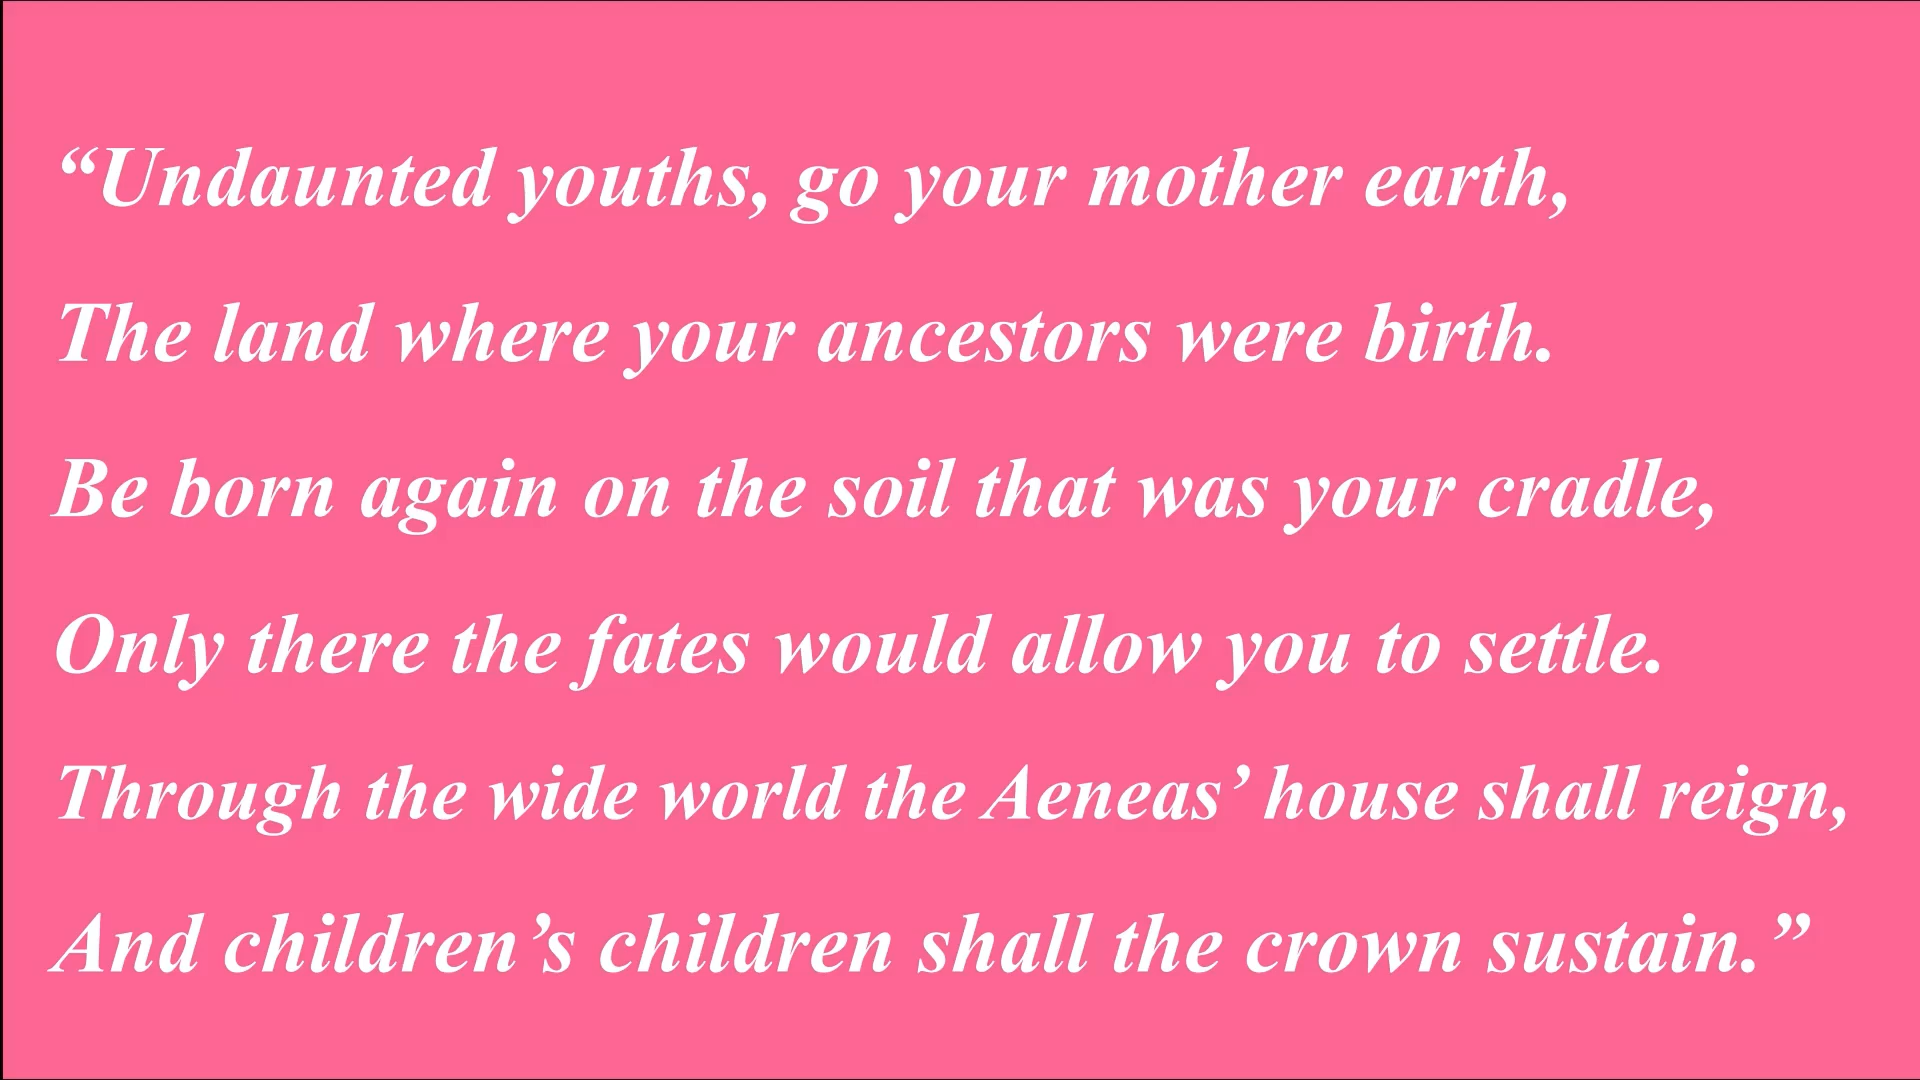 “Undaunted youths, go your mother earth,
The land where your ancestors were birth.
Be born again on the soil that was your cradle,
Only there the fates would allow you to settle.
Through the wide world the Aeneas’ house shall reign,
And children’s children shall the crown sustain.”